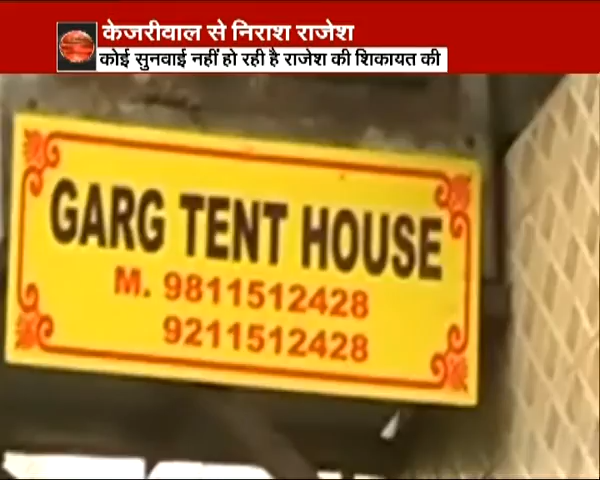 केजरीवाल से निराश राजेश
कोई सुनवाई नहीं हो रही है राजेश की शिकायत की
GARG TENT HOUSE
M. 9811512428
9211512428